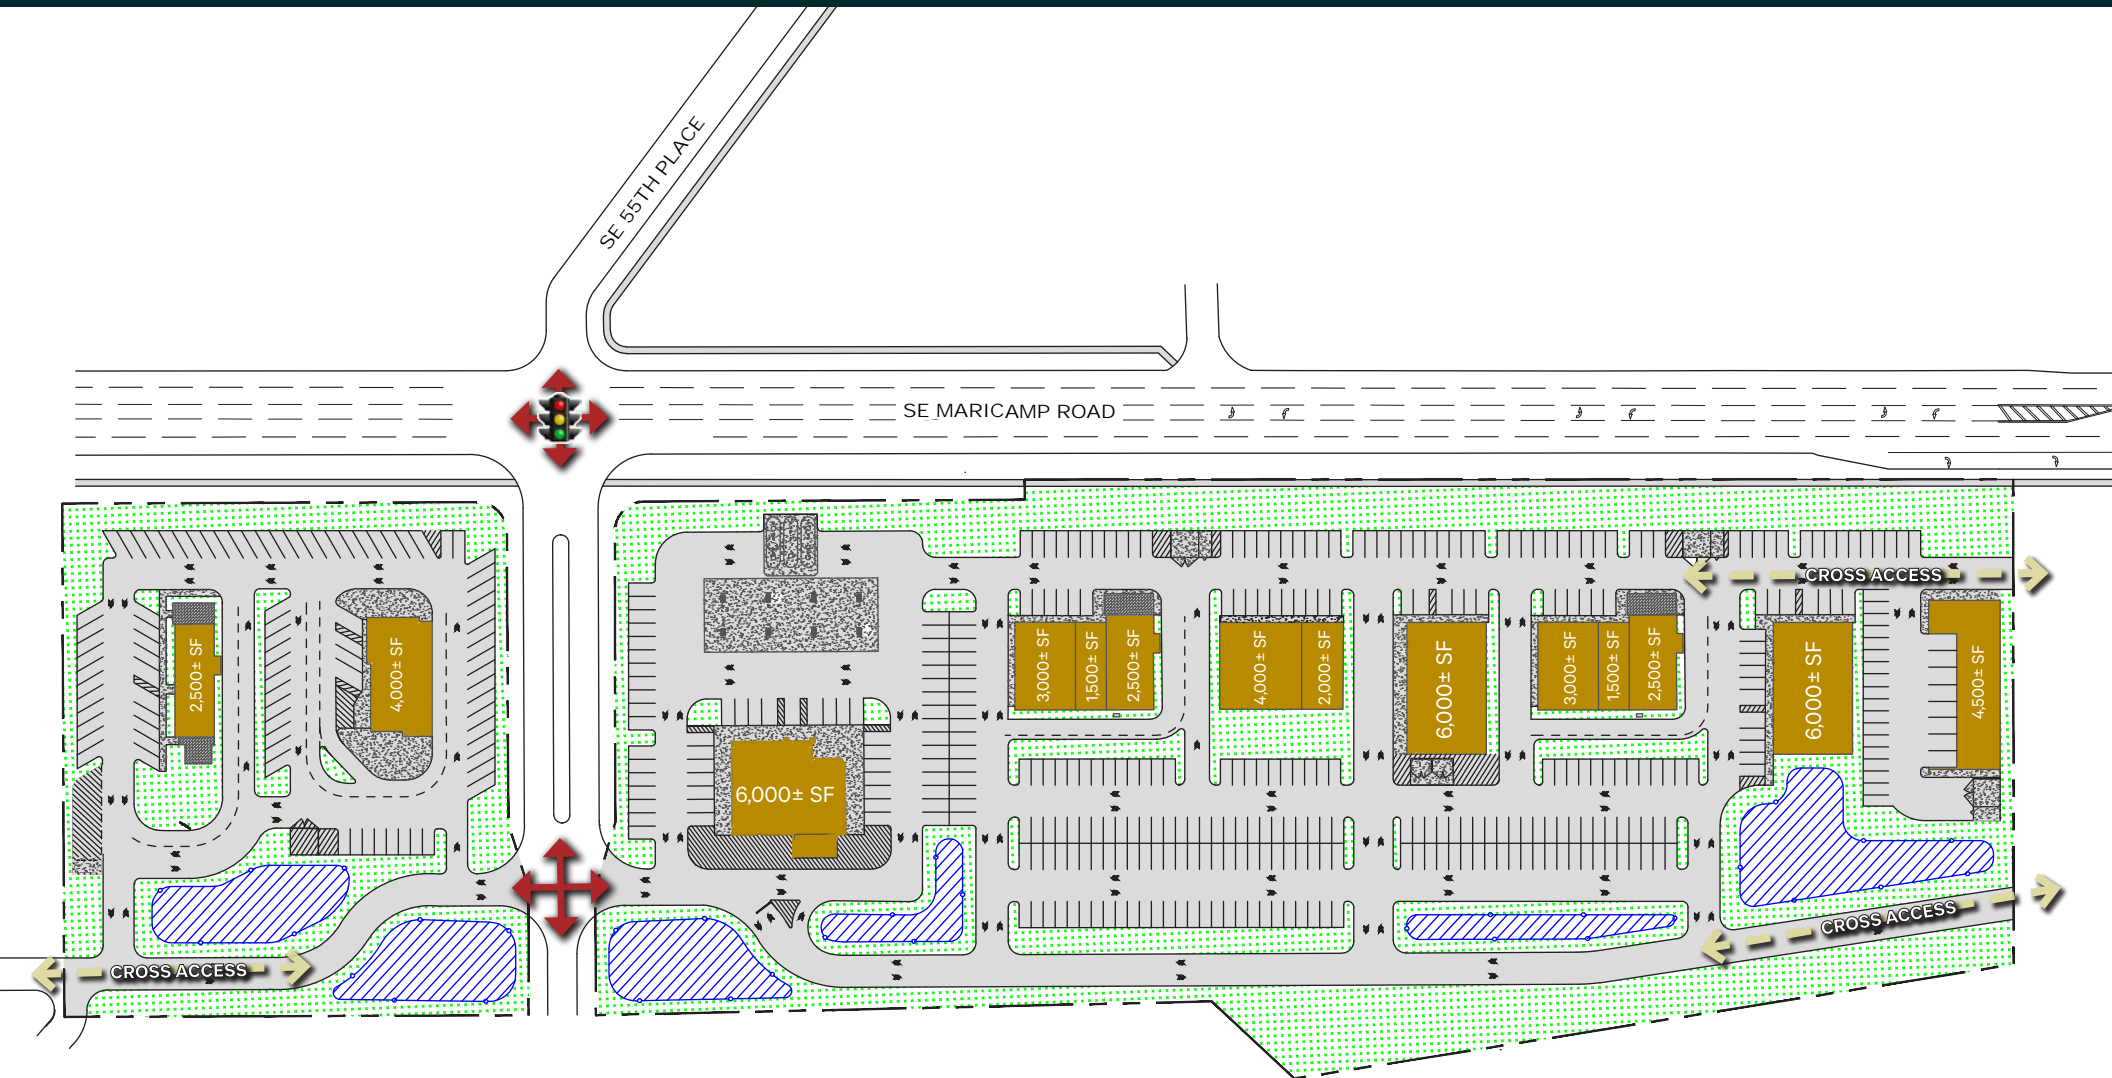 SE 55TH PLACE
SE MARICAMP ROAD
CROSS ACCESS
2,500± SF
4,000± SF
6,000± SF
3,000± SF
1,500± SF
2,500± SF
4,000± SF
2,000± SF
6,000± SF
3,000± SF
1,500± SF
2,500± SF
6,000± SF
4,500± SF
CROSS ACCESS
CROSS ACCESS